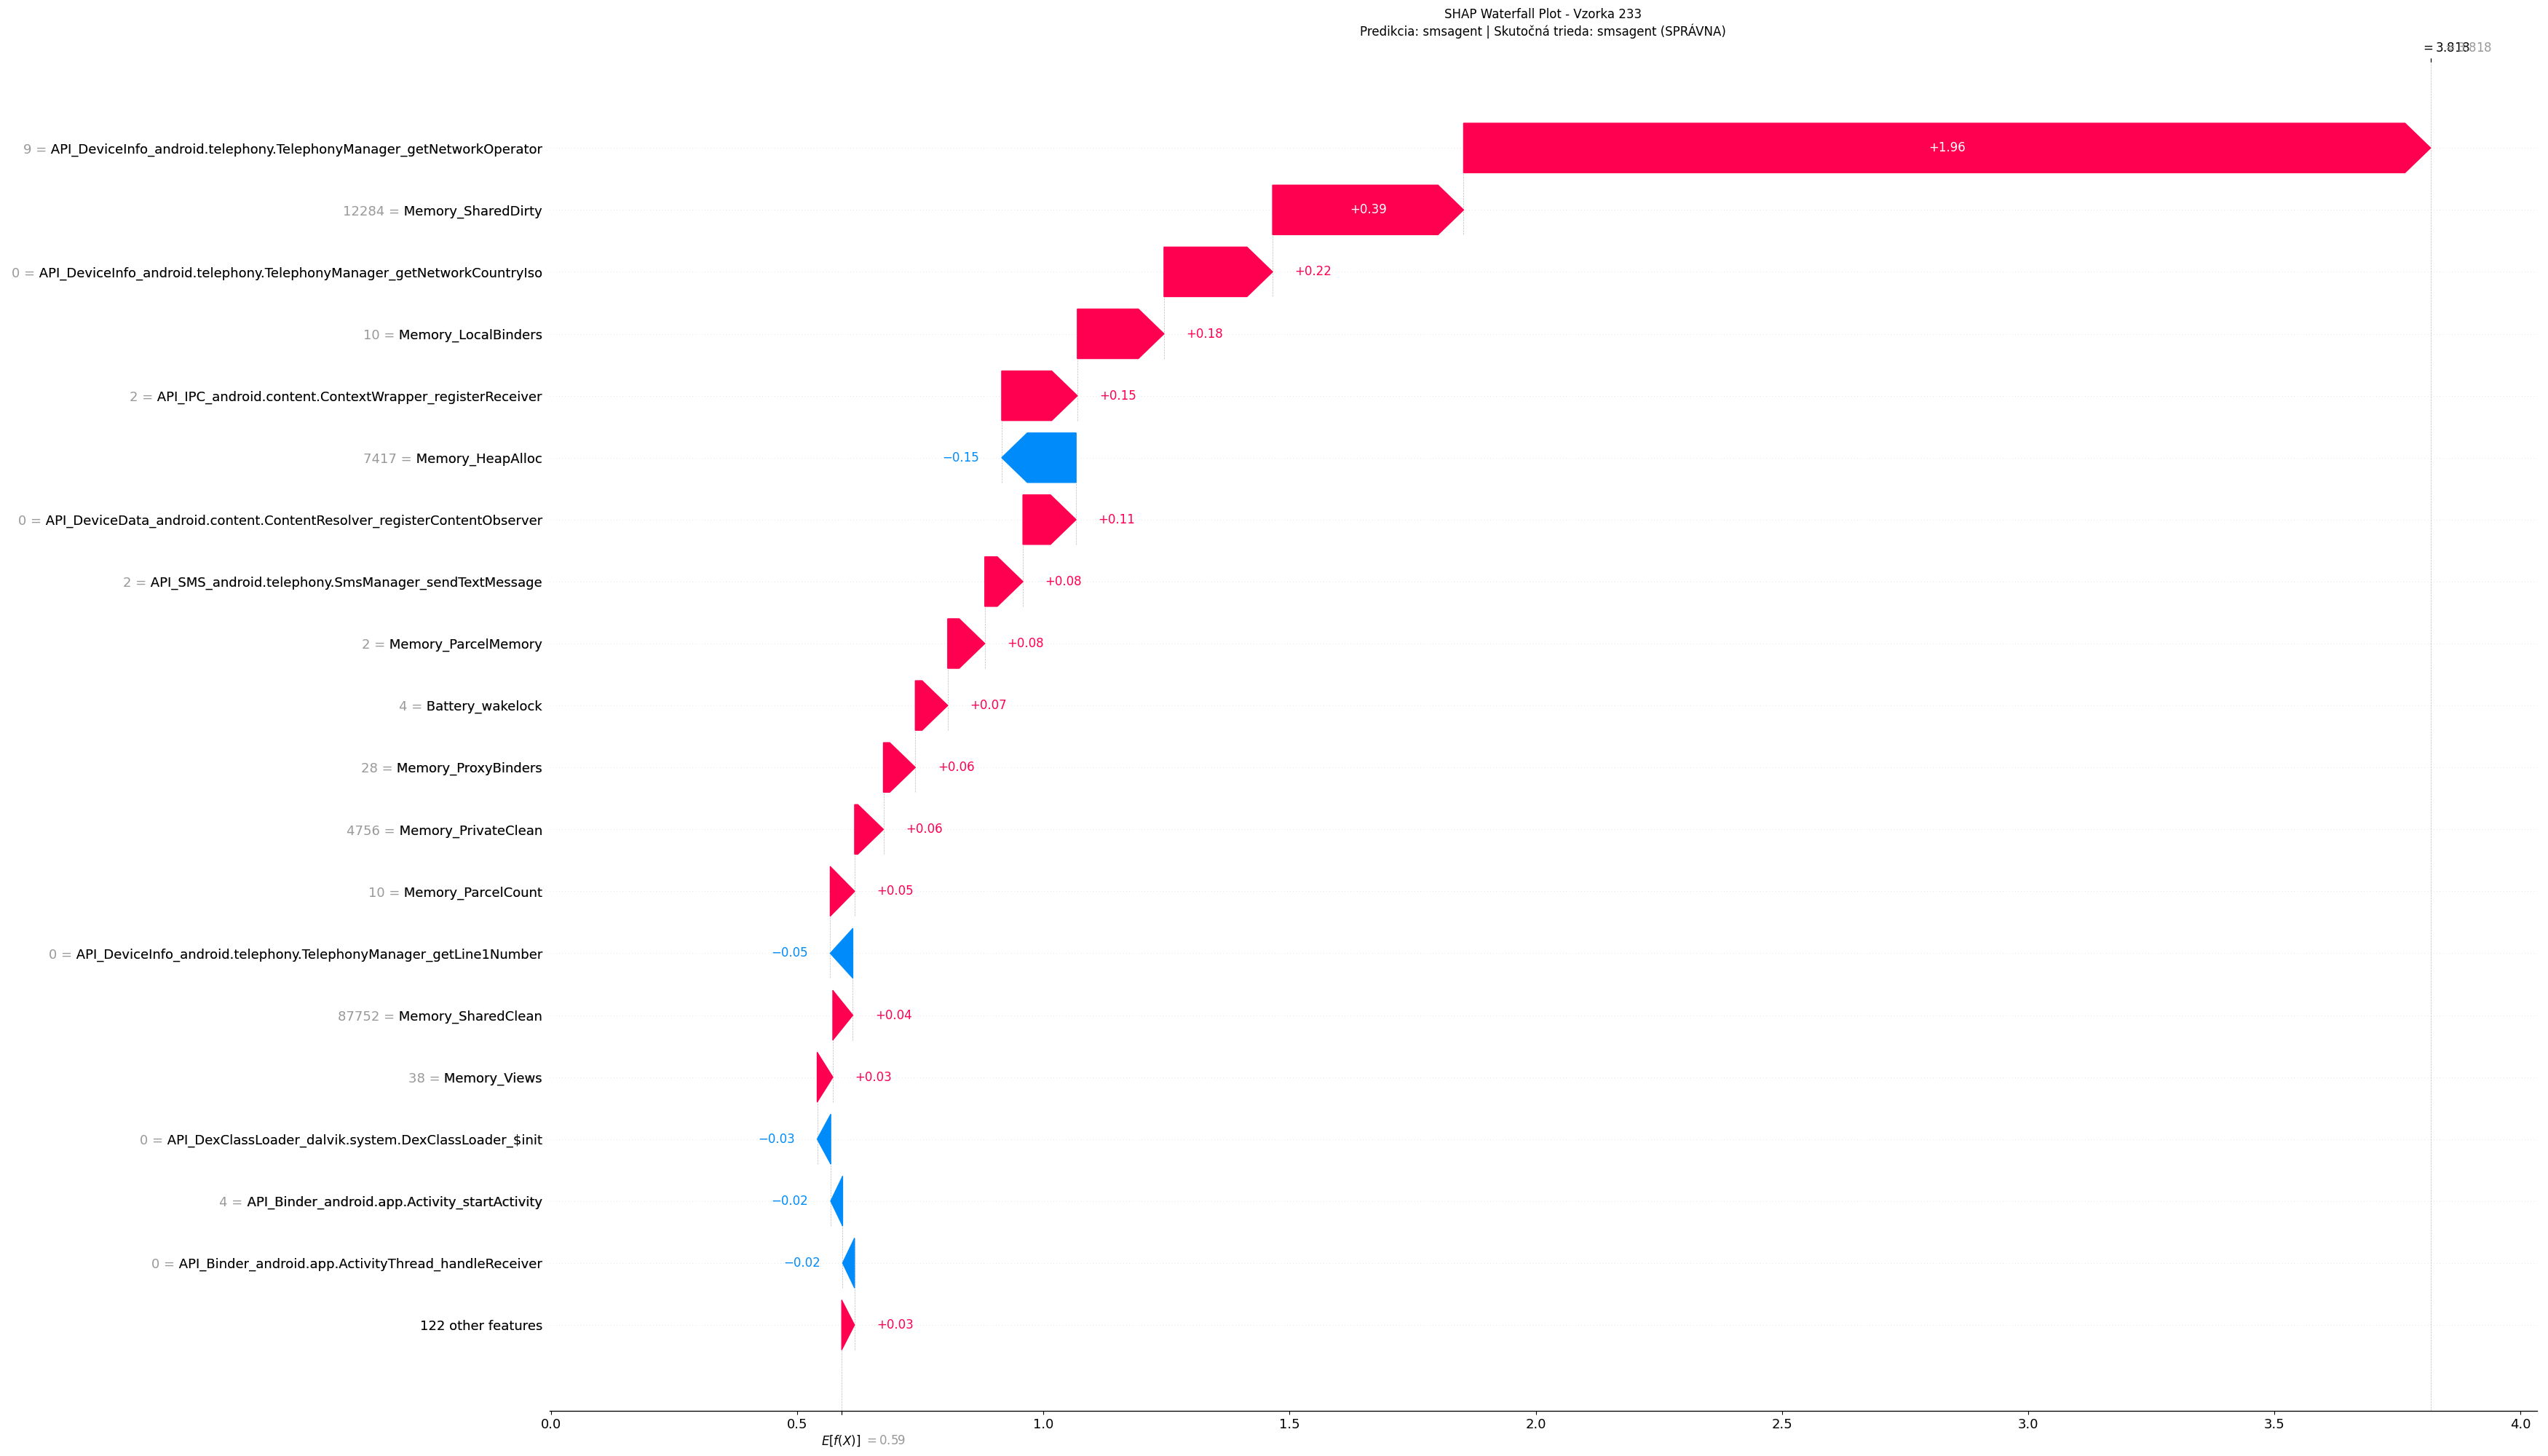 SHAP Waterfall Plot - Vzorka 233
Predikcia: smsagent | Skutočná trieda: smsagent (SPRÁVNA)
= 3.818
9 = API_DeviceInfo_android.telephony.TelephonyManager_getNetworkOperator
+1.96
12284 = Memory_SharedDirty
+0.39
0 = API_DeviceInfo_android.telephony.TelephonyManager_getNetworkCountryIso
+0.22
10 = Memory_LocalBinders
+0.18
2 = API_IPC_android.content.ContextWrapper_registerReceiver
+0.15
7417 = Memory_HeapAlloc
−0.15
0 = API_DeviceData_android.content.ContentResolver_registerContentObserver
+0.11
2 = API_SMS_android.telephony.SmsManager_sendTextMessage
+0.08
2 = Memory_ParcelMemory
+0.08
4 = Battery_wakelock
+0.07
28 = Memory_ProxyBinders
+0.06
4756 = Memory_PrivateClean
+0.06
10 = Memory_ParcelCount
+0.05
0 = API_DeviceInfo_android.telephony.TelephonyManager_getLine1Number
−0.05
87752 = Memory_SharedClean
+0.04
38 = Memory_Views
+0.03
0 = API_DexClassLoader_dalvik.system.DexClassLoader_$init
−0.03
4 = API_Binder_android.app.Activity_startActivity
−0.02
0 = API_Binder_android.app.ActivityThread_handleReceiver
−0.02
122 other features
+0.03
0.0 0.5 1.0 1.5 2.0 2.5 3.0 3.5 4.0
E[f(X)] = 0.59